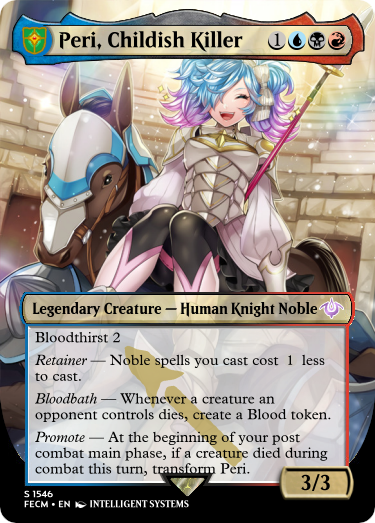 Peri, Childish Killer 1
Legendary Creature — Human Knight Noble
Bloodthirst 2
Retainer — Noble spells you cast cost 1 less
to cast.
Bloodbath — Whenever a creature an
opponent controls dies, create a Blood token.
Promote — At the beginning of your post
combat main phase, if a creature died during
combat this turn, transform Peri.
3/3
S 1546
FECM • EN INTELLIGENT SYSTEMS